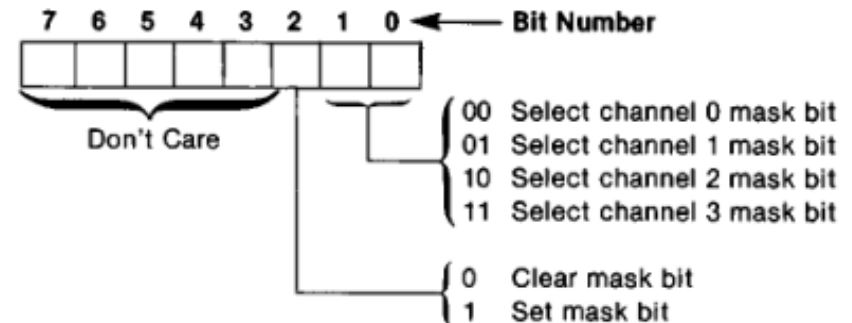 7 6 5 4 3 2 1 0 Bit Number
Don't Care
00 Select channel 0 mask bit
01 Select channel 1 mask bit
10 Select channel 2 mask bit
11 Select channel 3 mask bit
0 Clear mask bit
1 Set mask bit